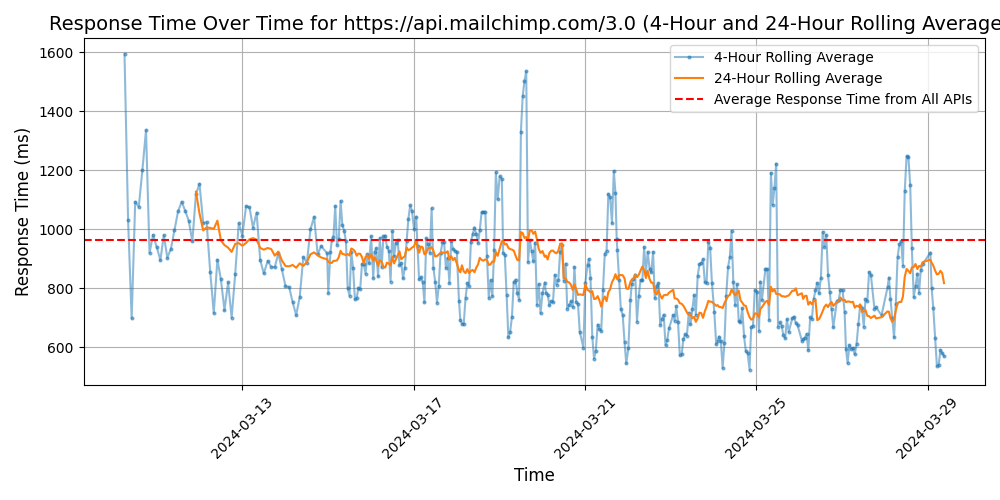 Response Time Over Time for https://api.mailchimp.com/3.0 (4-Hour and 24-Hour Rolling Average
4-Hour Rolling Average
24-Hour Rolling Average
Average Response Time from All APIs
Response Time (ms)
1600
1400
1200
1000
800
600
2024-03-13
2024-03-17
2024-03-21
2024-03-25
2024-03-29
Time